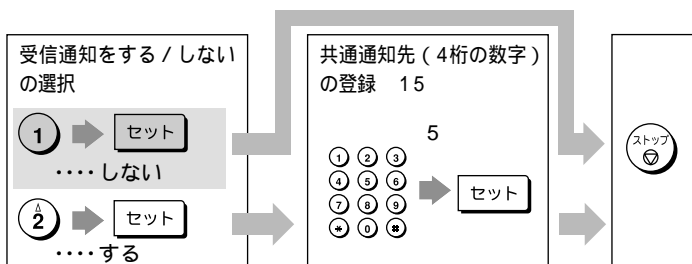 受信通知をする / しない
の選択
1
セット
・・・・しない
2
セット
・・・・する
共通通知先 ( 4桁の数字 )
の登録 15
5
1 2 3
4 5 6
7 8 9
* 0 #
セット
ストップ